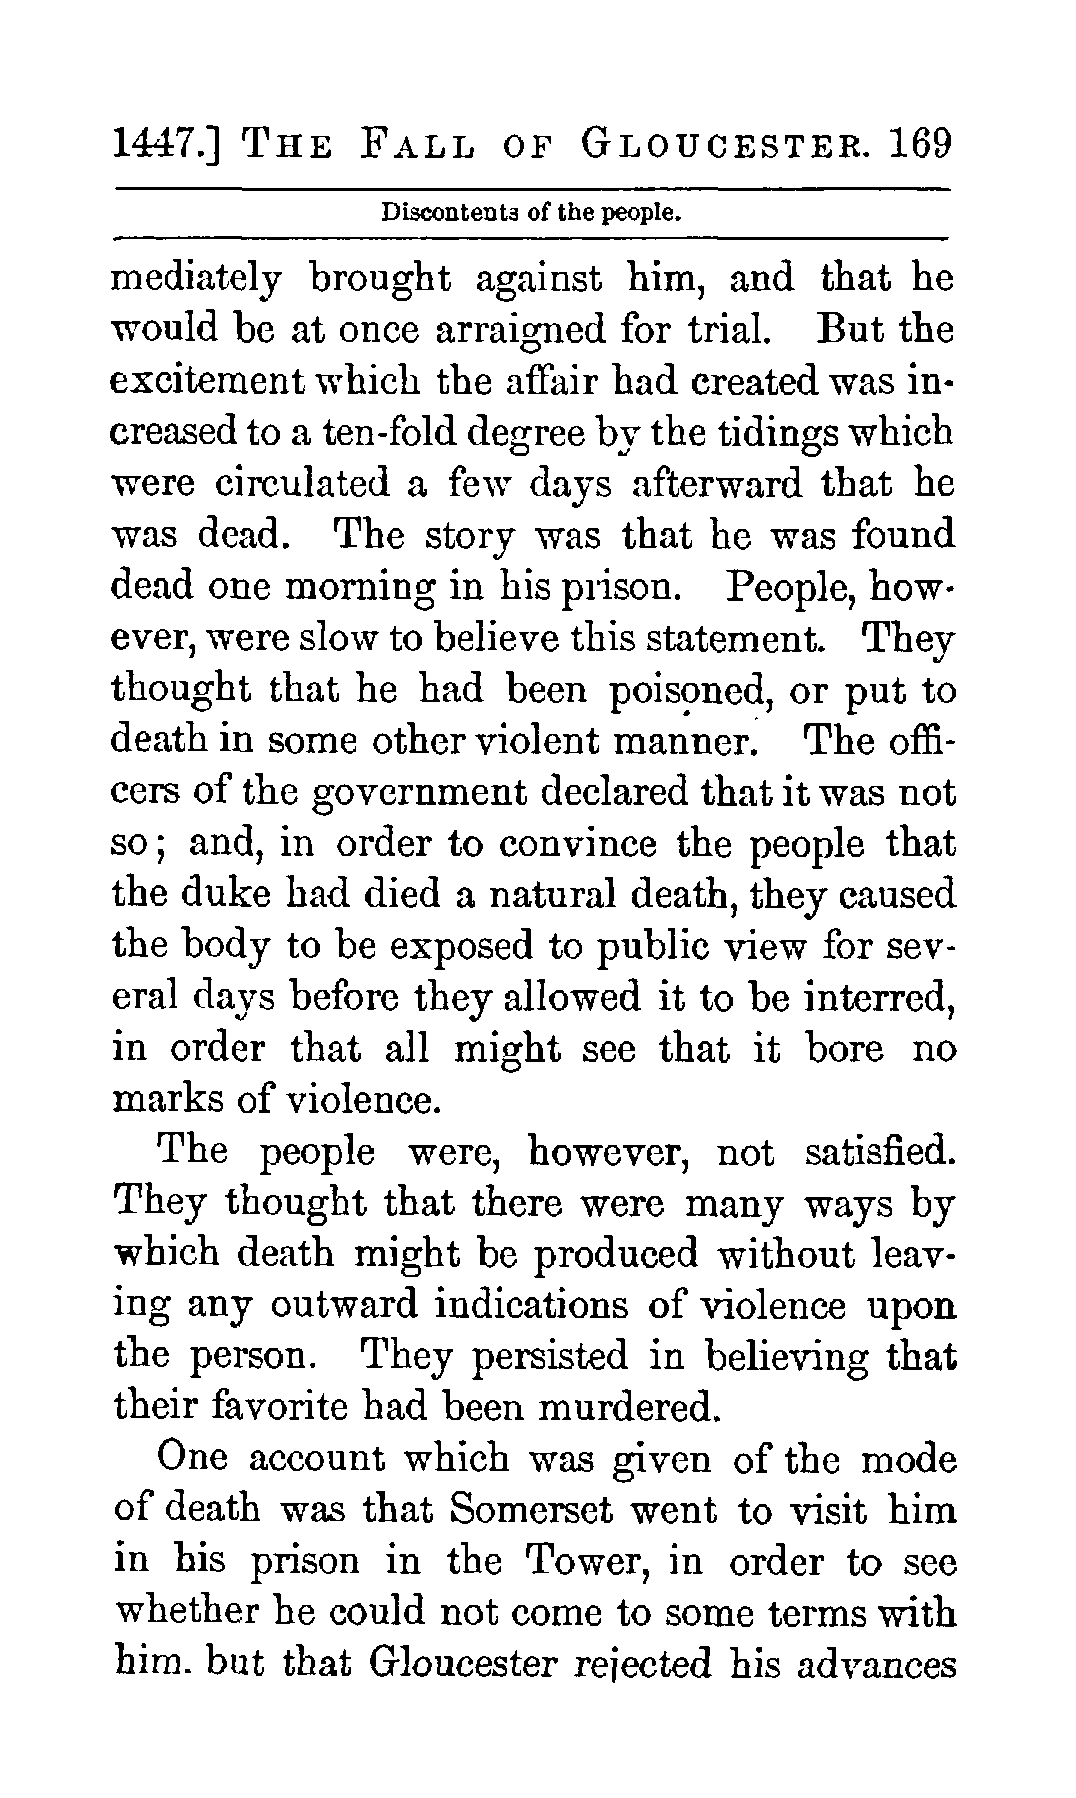 1447.] THE FALL OF GLOUCESTER. 169
Discontents of the people.
mediately brought against him, and that he
would be at once arraigned for trial. But the
excitement which the affair had created was in-
creased to a ten-fold degree by the tidings which
were circulated a few days afterward that he
was dead. The story was that he was found
dead one morning in his prison. People, how-
ever, were slow to believe this statement. They
thought that he had been poisoned, or put to
death in some other violent manner. The offi-
cers of the government declared that it was not
so; and, in order to convince the people that
the duke had died a natural death, they caused
the body to be exposed to public view for sev-
eral days before they allowed it to be interred,
in order that all might see that it bore no
marks of violence.
The people were, however, not satisfied.
They thought that there were many ways by
which death might be produced without leav-
ing any outward indications of violence upon
the person. They persisted in believing that
their favorite had been murdered.
One account which was given of the mode
of death was that Somerset went to visit him
in his prison in the Tower, in order to see
whether he could not come to some terms with
him. but that Gloucester rejected his advances